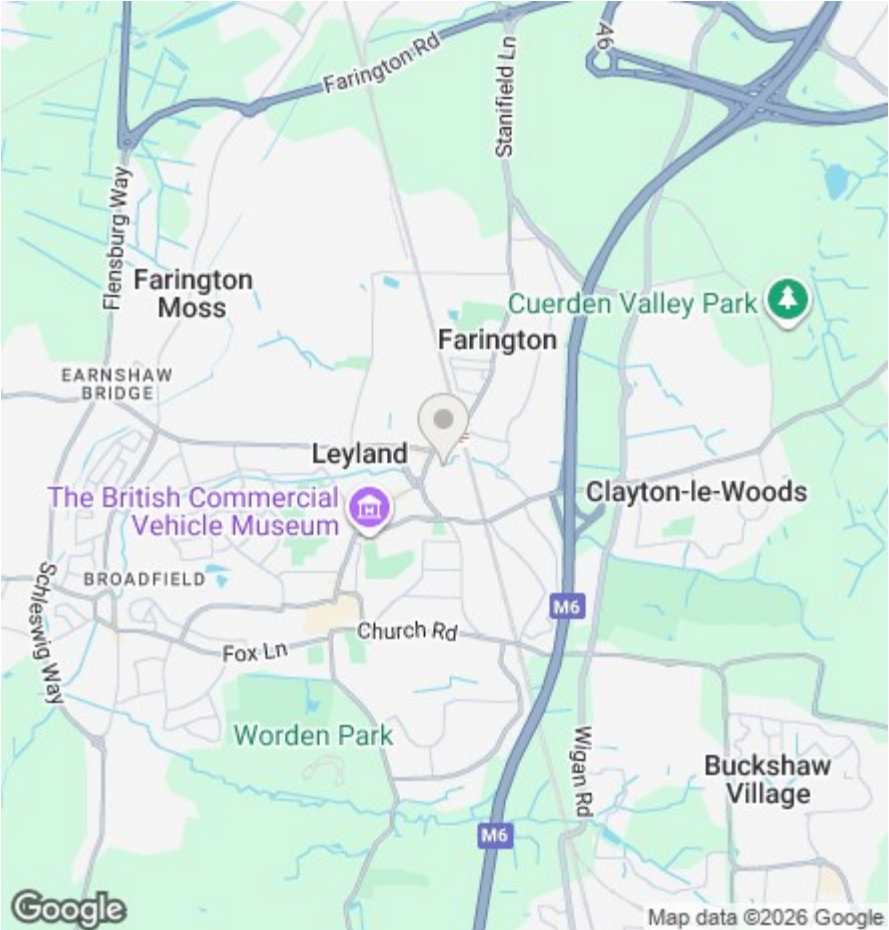 A6
Farington Rd
Stanifield Ln
Flensburg Way
Farington
Moss
Cuerden Valley Park
Farington
EARNSHAW
BRIDGE
Leyland
Clayton-le-Woods
The British Commercial
Vehicle Museum
BROADFIELD
Schleswig Way
M6
Church Rd
Fox Ln
Worden Park
Wigan Rd
Buckshaw
Village
M6
Google
Map data ©2026 Google